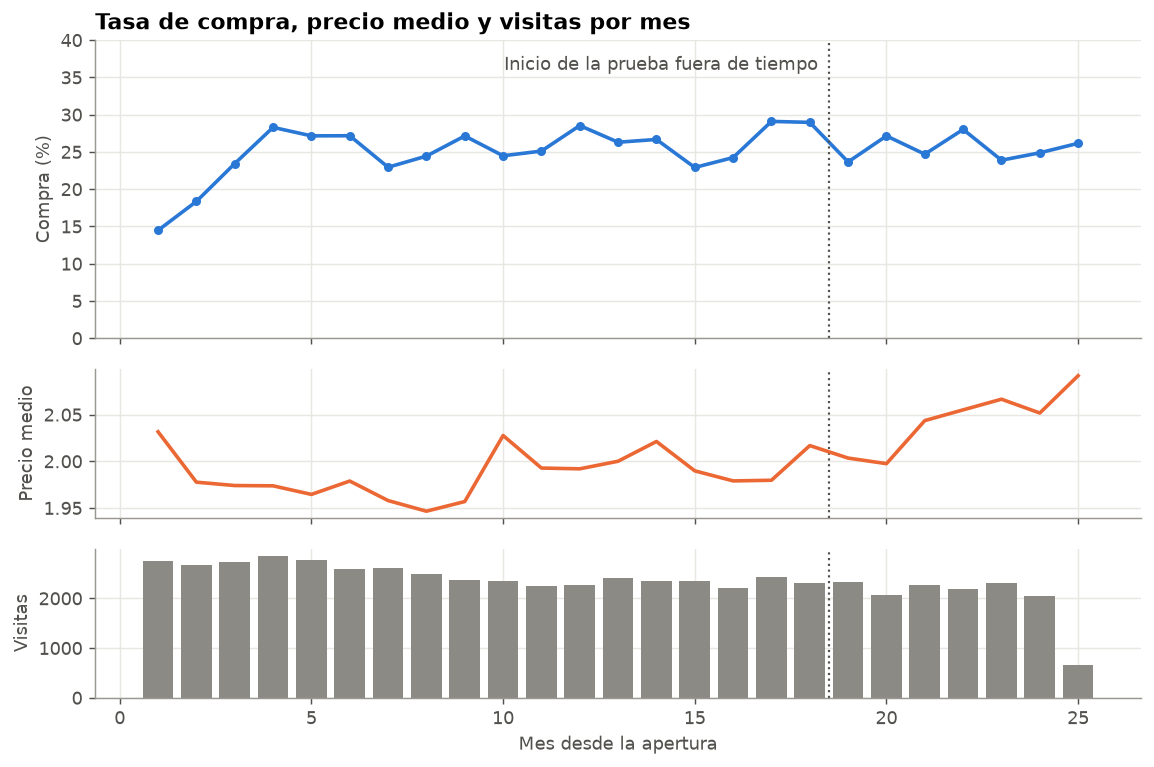 Tasa de compra, precio medio y visitas por mes
Inicio de la prueba fuera de tiempo
Compra (%)
40
35
30
25
20
15
10
5
0
Precio medio
2.05
2.00
1.95
Visitas
2000
1000
0
0 5 10 15 20 25
Mes desde la apertura